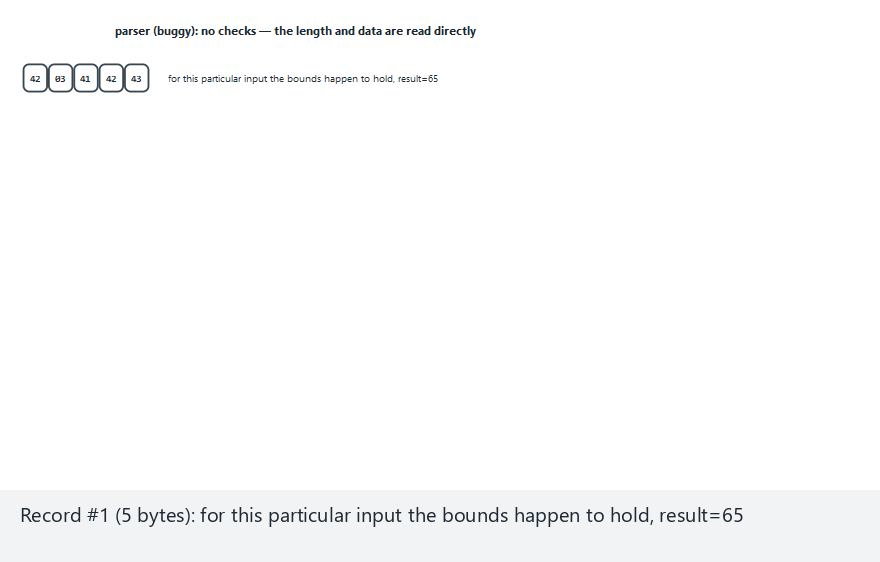 parser (buggy): no checks — the length and data are read directly
42 03 41 42 43 for this particular input the bounds happen to hold, result=65
Record #1 (5 bytes): for this particular input the bounds happen to hold, result=65